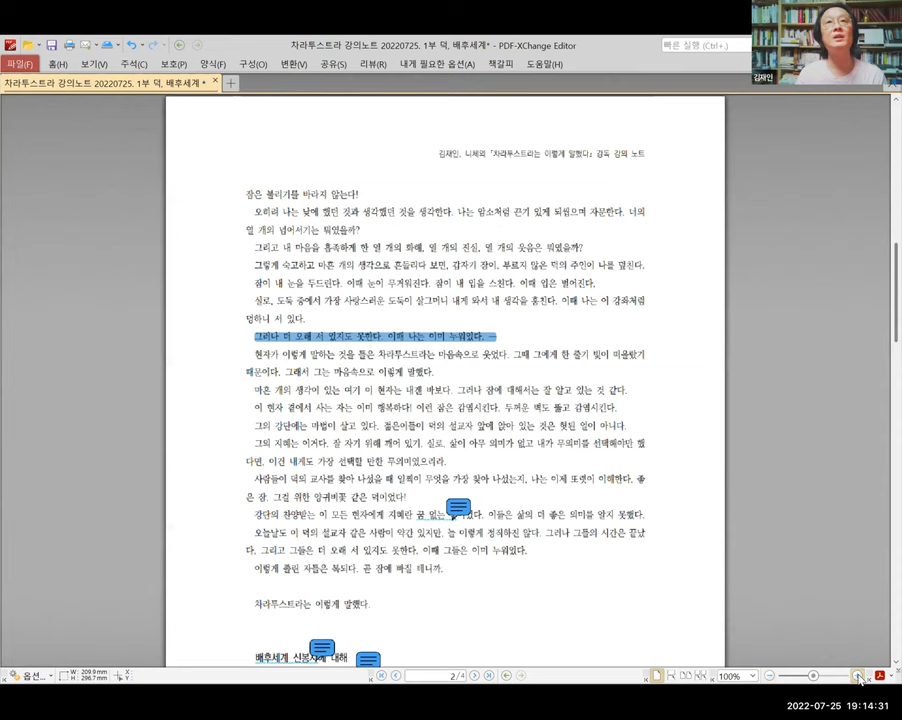 차라투스트라 강의노트 20220725. 1부 덕, 배후세계* - PDF-XChange Editor
빠른 실행 (Ctrl+.)
파일(F) 홈(H) 보기(V) 주석(C) 보호(P) 양식(F) 구성(O) 변환(V) 공유(S) 리뷰(R) 내게 필요한 옵션(A) 책갈피 도움말(H)
차라투스트라 강의노트 20220725. 1부 덕, 배후세계 *
김재인
김재인, 니체의 『차라투스트라는 이렇게 말했다』 강독 강의 노트
잠은 불리기를 바라지 않는다!
오히려 나는 낮에 했던 것과 생각했던 것을 생각한다. 나는 암소처럼 끈기 있게 되씹으며 자문한다. 너의
열 개의 넘어서기는 뭐였을까?
그리고 내 마음을 흡족하게 한 열 개의 화해, 열 개의 진실, 열 개의 웃음은 뭐였을까?
그렇게 숙고하고 마흔 개의 생각으로 흔들리다 보면, 갑자기 잠이, 부르지 않은 덕의 주인이 나를 덮친다.
잠이 내 눈을 두드린다. 이때 눈이 무거워진다. 잠이 내 입을 스친다. 이때 입은 벌어진다.
실로, 도둑 중에서 가장 사랑스러운 도둑이 살그머니 내게 와서 내 생각을 훔친다. 이때 나는 이 강좌처럼
멍하니 서 있다.
그러나 더 오래 서 있지도 못한다. 이때 나는 이미 누워있다. —
현자가 이렇게 말하는 것을 들은 차라투스트라는 마음속으로 웃었다. 그때 그에게 한 줄기 빛이 떠올랐기
때문이다. 그래서 그는 마음속으로 이렇게 말했다.
마흔 개의 생각이 있는 여기 이 현자는 내겐 바보다. 그러나 잠에 대해서는 잘 알고 있는 것 같다.
이 현자 곁에서 사는 자는 이미 행복하다! 이런 잠은 감염시킨다. 두꺼운 벽도 뚫고 감염시킨다.
그의 강단에는 마법이 살고 있다. 젊은이들이 덕의 설교자 앞에 앉아 있는 것은 헛된 일이 아니다.
그의 지혜는 이거다. 잘 자기 위해 깨어 있기. 실로, 삶이 아무 의미가 없고 내가 무의미를 선택해야만 했
다면, 이건 내게도 가장 선택할 만한 무의미였으리라.
사람들이 덕의 교사를 찾아 나섰을 때 일찍이 무엇을 가장 찾아 나섰는지, 나는 이제 또렷이 이해한다. 좋
은 잠, 그걸 위한 양귀비꽃 같은 덕이었다!
강단의 찬양받는 이 모든 현자에게 지혜란 꿈 없는 이들은 삶의 더 좋은 의미를 알지 못했다.
오늘날도 이 덕의 설교자 같은 사람이 약간 있지만, 늘 이렇게 정직하진 않다. 그러나 그들의 시간은 끝났
다. 그리고 그들은 더 오래 서 있지도 못한다. 이때 그들은 이미 누워있다.
이렇게 졸린 자들은 복되다. 곧 잠에 빠질 테니까.
차라투스트라는 이렇게 말했다.
배후세계 신봉자에 대해
옵션... W: 209.9mm H: 296.7mm X: Y: 2/4 100%
2022-07-25 19:14:31